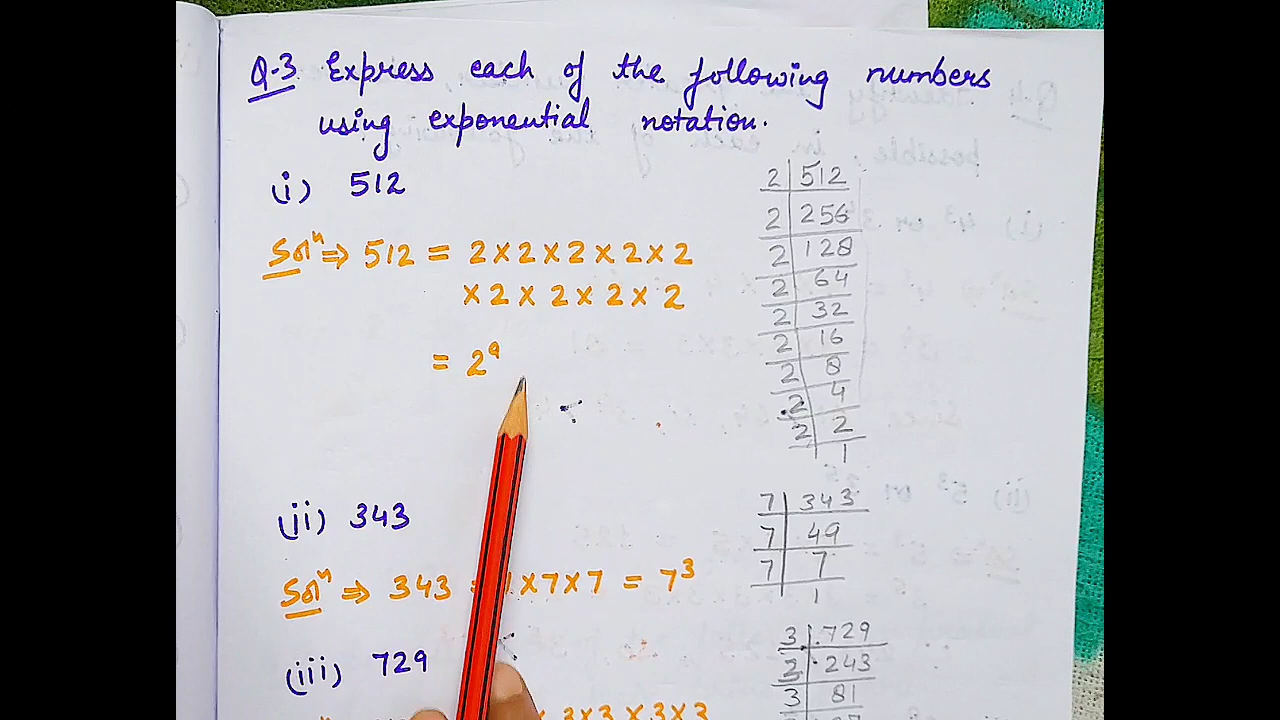 Q.3 Express each of the following numbers
using exponential notation.
(i) 512
Solⁿ ⇒ 512 = 2×2×2×2×2
×2×2×2×2
= 2⁹
2 | 512
2 | 256
2 | 128
2 | 64
2 | 32
2 | 16
2 | 8
2 | 4
2 | 2
1
(ii) 343
Solⁿ ⇒ 343 = ×7×7 = 7³
7 | 343
7 | 49
7 | 7
1
(iii) 729
×3×3×3×3
3 | 729
3 | 243
3 | 81